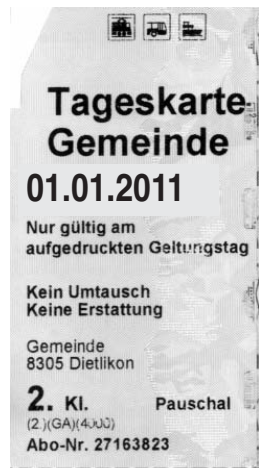 Tageskarte
Gemeinde
01.01.2011
Nur gültig am
aufgedruckten Geltungstag
Kein Umtausch
Keine Erstattung
Gemeinde
8305 Dietlikon
2. Kl. Pauschal
(2.)(GA)(4000)
Abo-Nr. 27163823